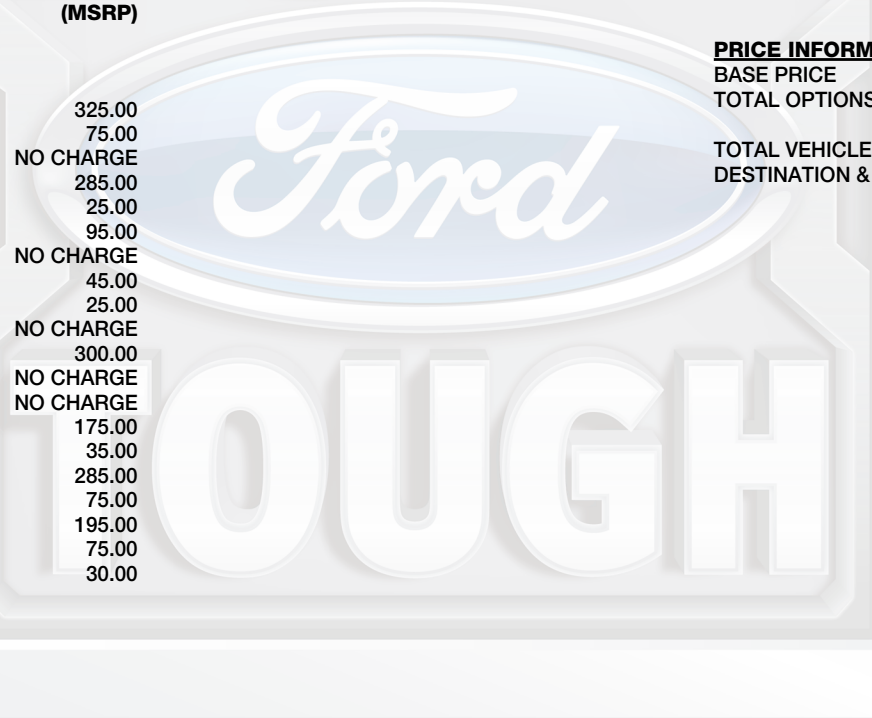 (MSRP)
325.00
75.00
NO CHARGE
285.00
25.00
95.00
NO CHARGE
45.00
25.00
NO CHARGE
300.00
NO CHARGE
NO CHARGE
175.00
35.00
285.00
75.00
195.00
75.00
30.00
PRICE INFORM
BASE PRICE
TOTAL OPTIONS
TOTAL VEHICLE
DESTINATION &
Ford
TOUGH